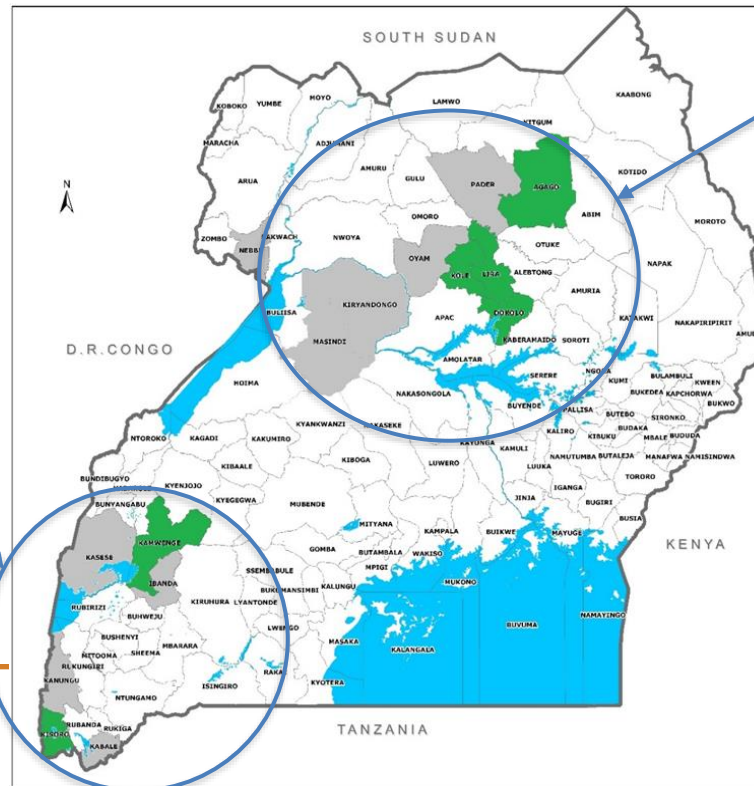 SOUTH SUDAN
KAABONG
MOYO
YUMBE
KOBOKO
LAMWO
KITGUM
MARACHA
ADJUMANI
AMURU
KOTIDO
ARUA
GULU
PADER
AGAGO
ABIM
MOROTO
N
OMORO
ZOMBO
NEBBI
NWOYA
OTUKE
OYAM
NAPAK
KOLE
LIRA
ALEBTONG
AMURIA
KIRYANDONGO
BULIISA
APAC
DOKOLO
KATAKWI
NAKAPIRIPIRIT
MASINDI
KABERAMAIDO
SOROTI
D.R.CONGO
AMOLATAR
SERERE
NGORA
KUMI
BULAMBULI
KWEEN
HOIMA
NAKASONGOLA
BUYENDE
BUKEDEA
KAPCHORWA
BUKWO
PALLISA
BUTEBO
SIRONKO
KYANKWANZI
NAKASEKE
KALIRO
KIBUKU
BUDAKA
MBALE
BUDUDA
NTOROKO
KAGADI
KAKUMIRO
KAYUNGA
KAMULI
NAMUTUMBA
BUTALEJA
MANAFWA
NAMISINDWA
KIBAALE
KIBOGA
LUWERO
LUUKA
BUNDIBUGYO
KYENJOJO
TORORO
KYEGEGWA
IGANGA
BUNYANGABU
MUBENDE
JINJA
BUGIRI
BUSIA
MITYANA
KAMWENGE
KAMPALA
BUIKWE
MAYUGE
KASESE
GOMBA
BUTAMBALA
WAKISO
KENYA
IBANDA
SSEMBABULE
MPIGI
MUKONO
KIRUHURA
LYANTONDE
BUKOMANSIMBI
KALUNGU
RUBIRIZI
BUHWEJU
NAMAYINGO
LWENGO
BUVUMA
BUSHENYI
MASAKA
MITOOMA
SHEEMA
MBARARA
KALANGALA
RUKUNGIRI
KANUNGU
RAKAI
ISINGIRO
KYOTERA
NTUNGAMO
RUBANDA
RUKIGA
KISORO
KABALE
TANZANIA